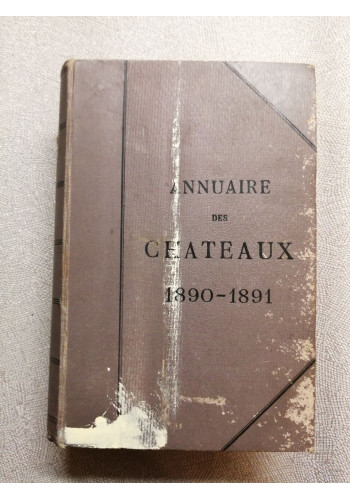 ANNUAIRE
DES
CHATEAUX
1890-1891